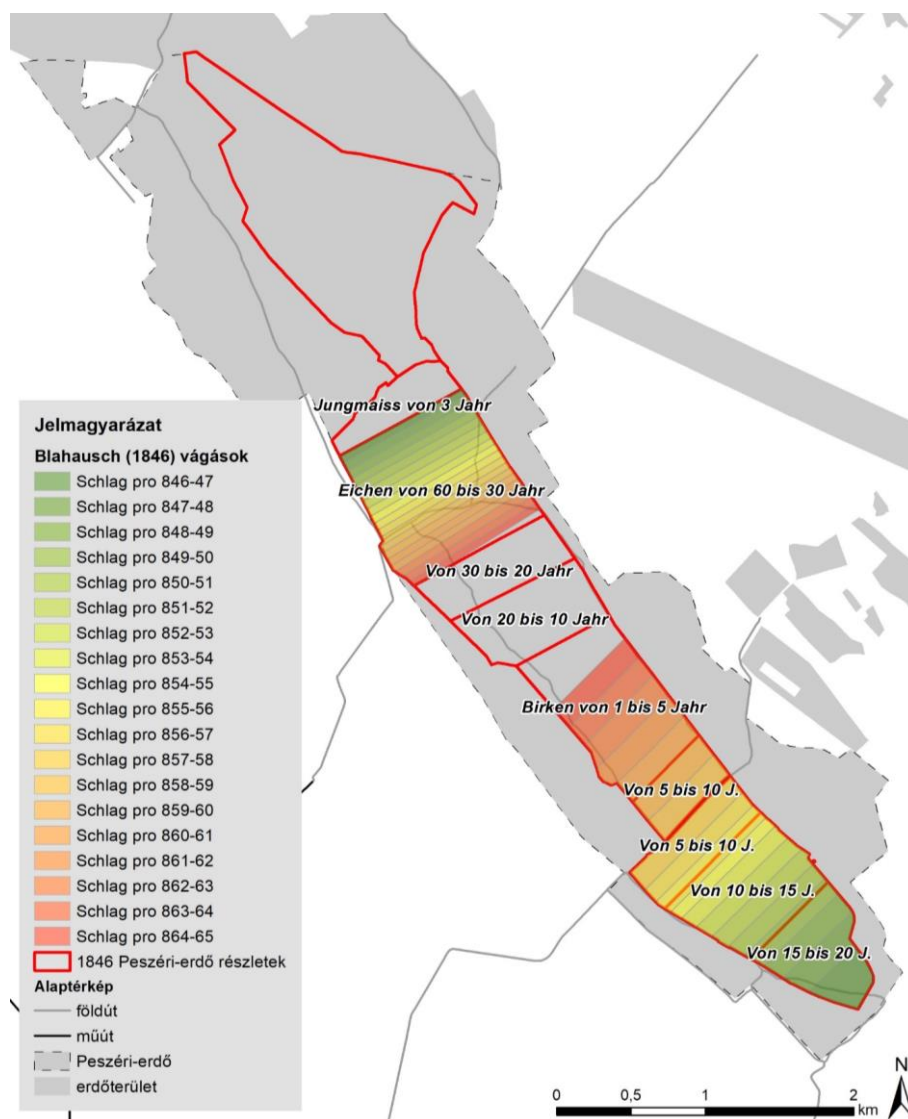 Jungmaiss von 3 Jahr
Eichen von 60 bis 30 Jahr
Von 30 bis 20 Jahr
Von 20 bis 10 Jahr
Birken von 1 bis 5 Jahr
Von 5 bis 10 J.
Von 5 bis 10 J.
Von 10 bis 15 J.
Von 15 bis 20 J.
Jelmagyarázat
Blahausch (1846) vágások
Schlag pro 846-47
Schlag pro 847-48
Schlag pro 848-49
Schlag pro 849-50
Schlag pro 850-51
Schlag pro 851-52
Schlag pro 852-53
Schlag pro 853-54
Schlag pro 854-55
Schlag pro 855-56
Schlag pro 856-57
Schlag pro 857-58
Schlag pro 858-59
Schlag pro 859-60
Schlag pro 860-61
Schlag pro 861-62
Schlag pro 862-63
Schlag pro 863-64
Schlag pro 864-65
1846 Peszéri-erdő részletek
Alaptérkép
földút
műút
Peszéri-erdő
erdőterület
0 0,5 1 2
km
N